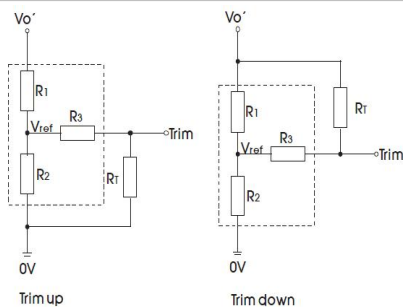 Vo´
R1
R3
Vref
Trim
R2
RT
0V
Trim up
Vo´
R1
RT
R3
Vref
Trim
R2
0V
Trim down